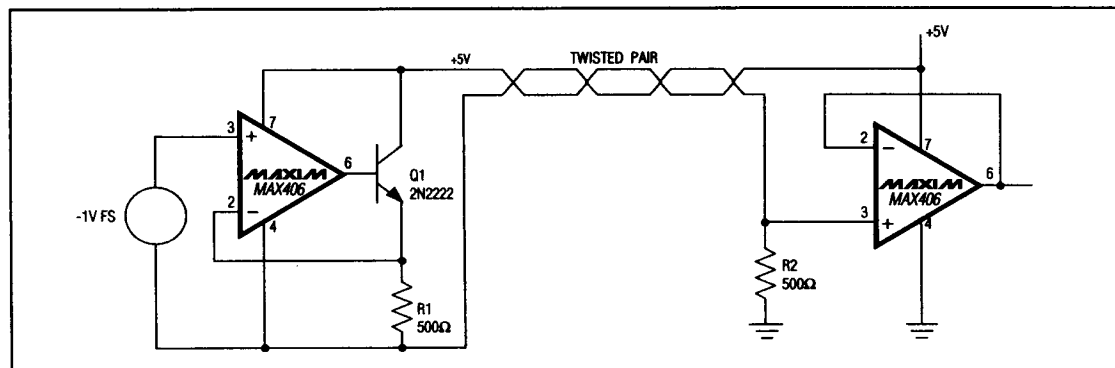 +5V
+5V
TWISTED PAIR
3
+
7
MAXIM
MAX406
6
2
-
4
Q1
2N2222
-1V FS
R1
500Ω
2
-
7
MAXIM
MAX406
6
3
+
4
R2
500Ω